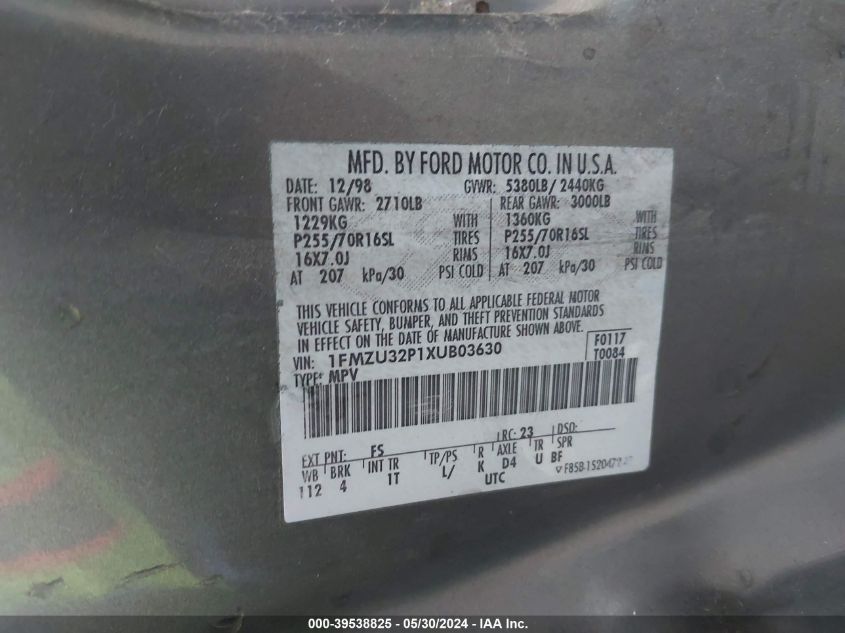 MFD. BY FORD MOTOR CO. IN U.S.A.
DATE: 12/98 GVWR: 5380LB/ 2440KG
FRONT GAWR: 2710LB REAR GAWR: 3000LB
1229KG WITH 1360KG WITH
P255/70R16SL TIRES P255/70R16SL TIRES
16X7.0J RIMS 16X7.0J RIMS
AT 207 kPa/30 PSI COLD AT 207 kPa/30 PSI COLD
THIS VEHICLE CONFORMS TO ALL APPLICABLE FEDERAL MOTOR
VEHICLE SAFETY, BUMPER, AND THEFT PREVENTION STANDARDS
IN EFFECT ON THE DATE OF MANUFACTURE SHOWN ABOVE.
VIN: 1FMZU32P1XUB03630 F0117
TYPE: MPV T0084
EXT PNT: FS RC: 23 DSO:
WB BRK INT TR TP/PS R AXLE TR SPR
112 4 1T L/ K D4 U BF
UTC
000-39538825 - 05/30/2024 - IAA, Inc.